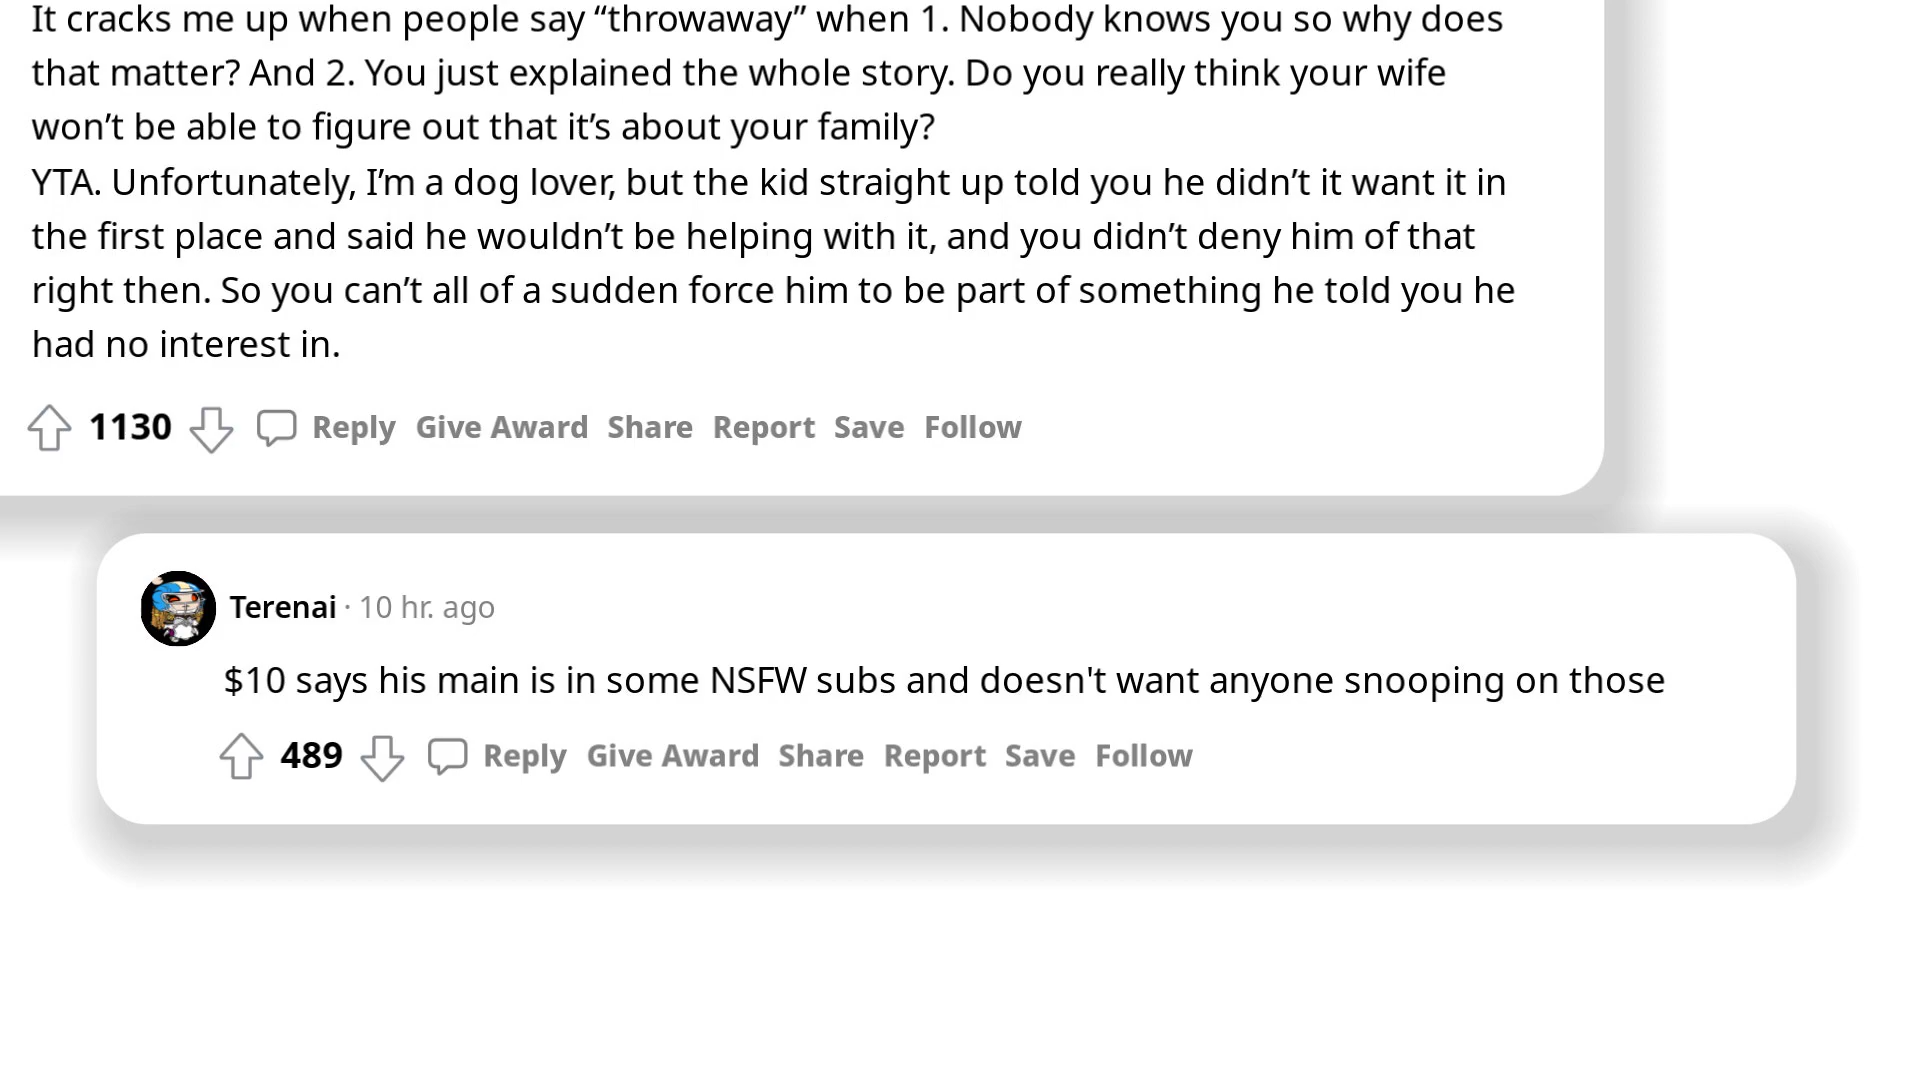 It cracks me up when people say “throwaway” when 1. Nobody knows you so why does
that matter? And 2. You just explained the whole story. Do you really think your wife
won’t be able to figure out that it’s about your family?
YTA. Unfortunately, I’m a dog lover, but the kid straight up told you he didn’t it want it in
the first place and said he wouldn’t be helping with it, and you didn’t deny him of that
right then. So you can’t all of a sudden force him to be part of something he told you he
had no interest in.
1130 Reply Give Award Share Report Save Follow
Terenai · 10 hr. ago
$10 says his main is in some NSFW subs and doesn't want anyone snooping on those
489 Reply Give Award Share Report Save Follow